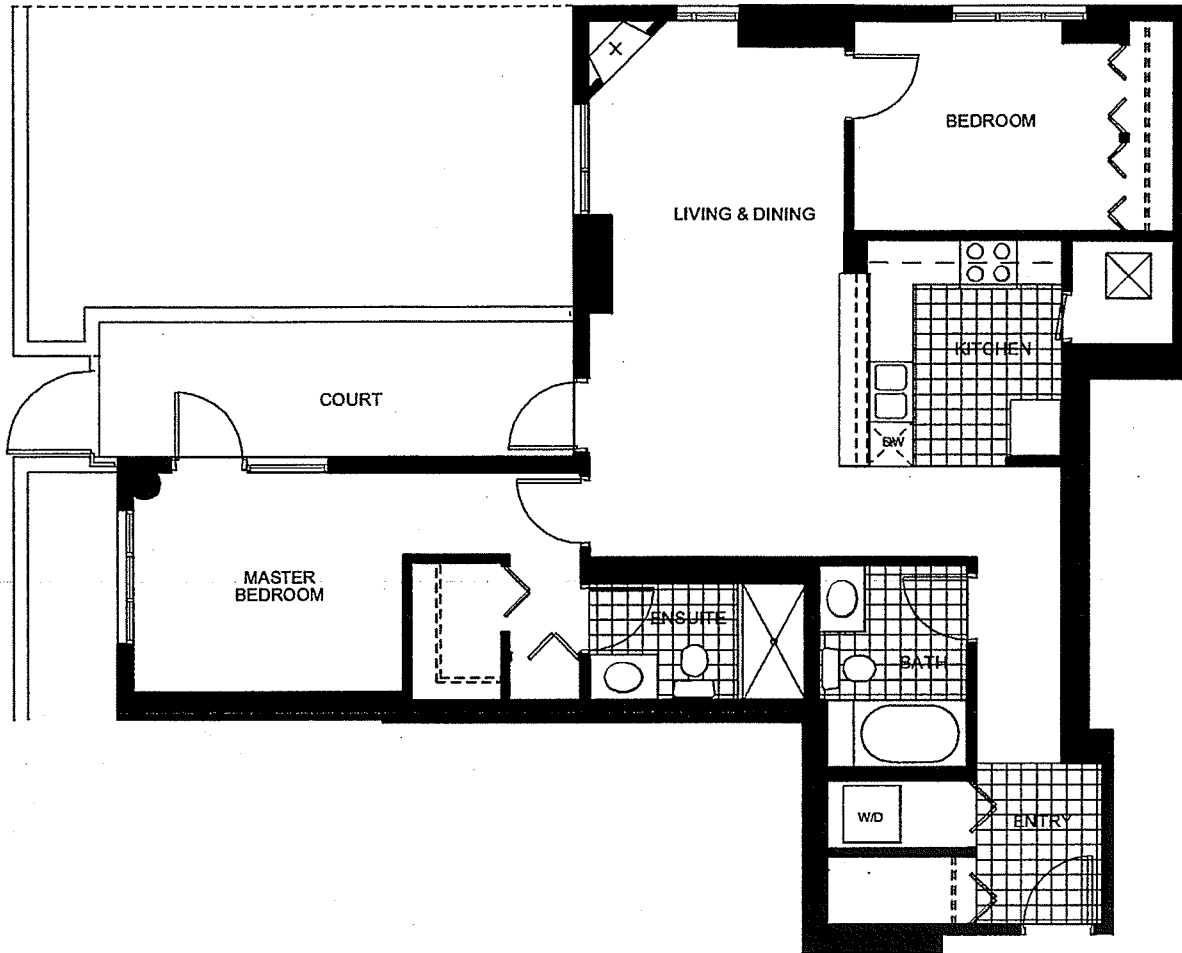 BEDROOM
LIVING & DINING
KITCHEN
COURT
DW
MASTER
BEDROOM
ENSUITE
BATH
W/D
ENTRY